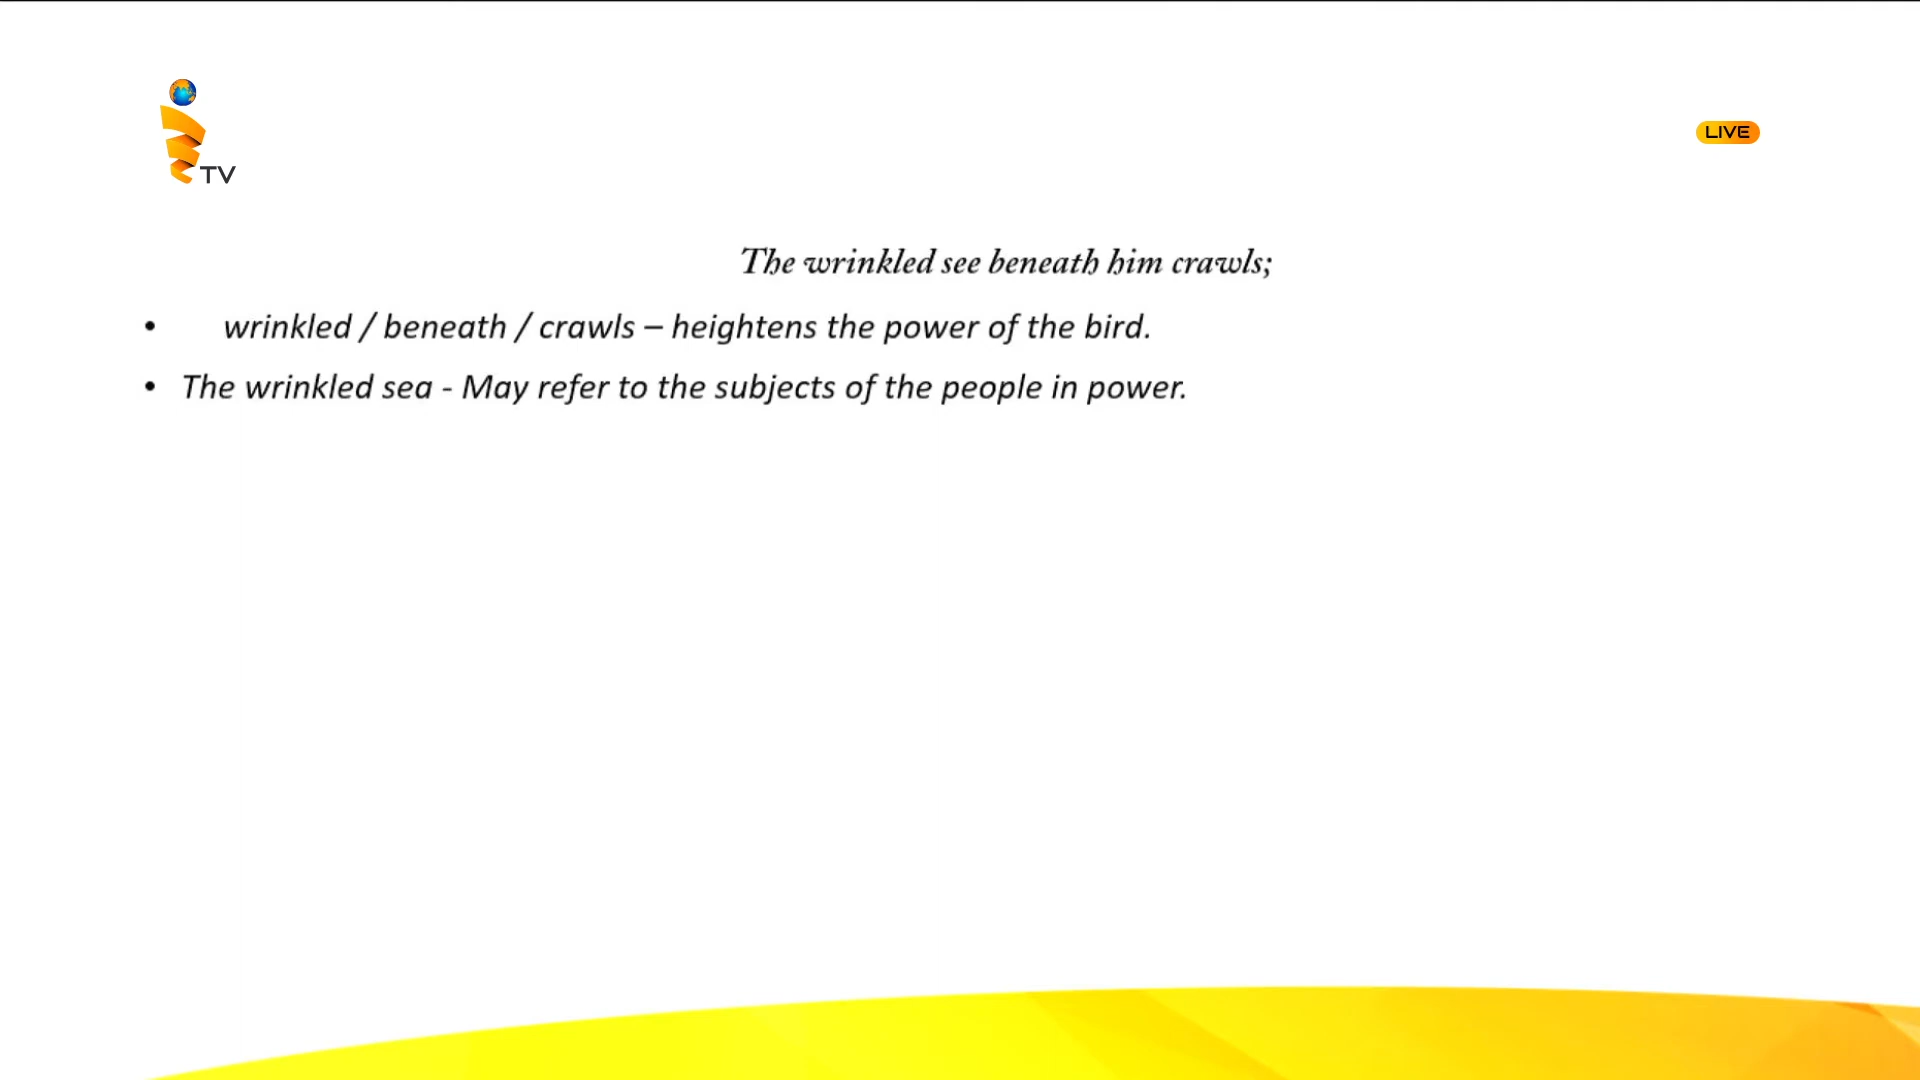 TV
LIVE
The wrinkled see beneath him crawls;
• wrinkled / beneath / crawls – heightens the power of the bird.
• The wrinkled sea - May refer to the subjects of the people in power.